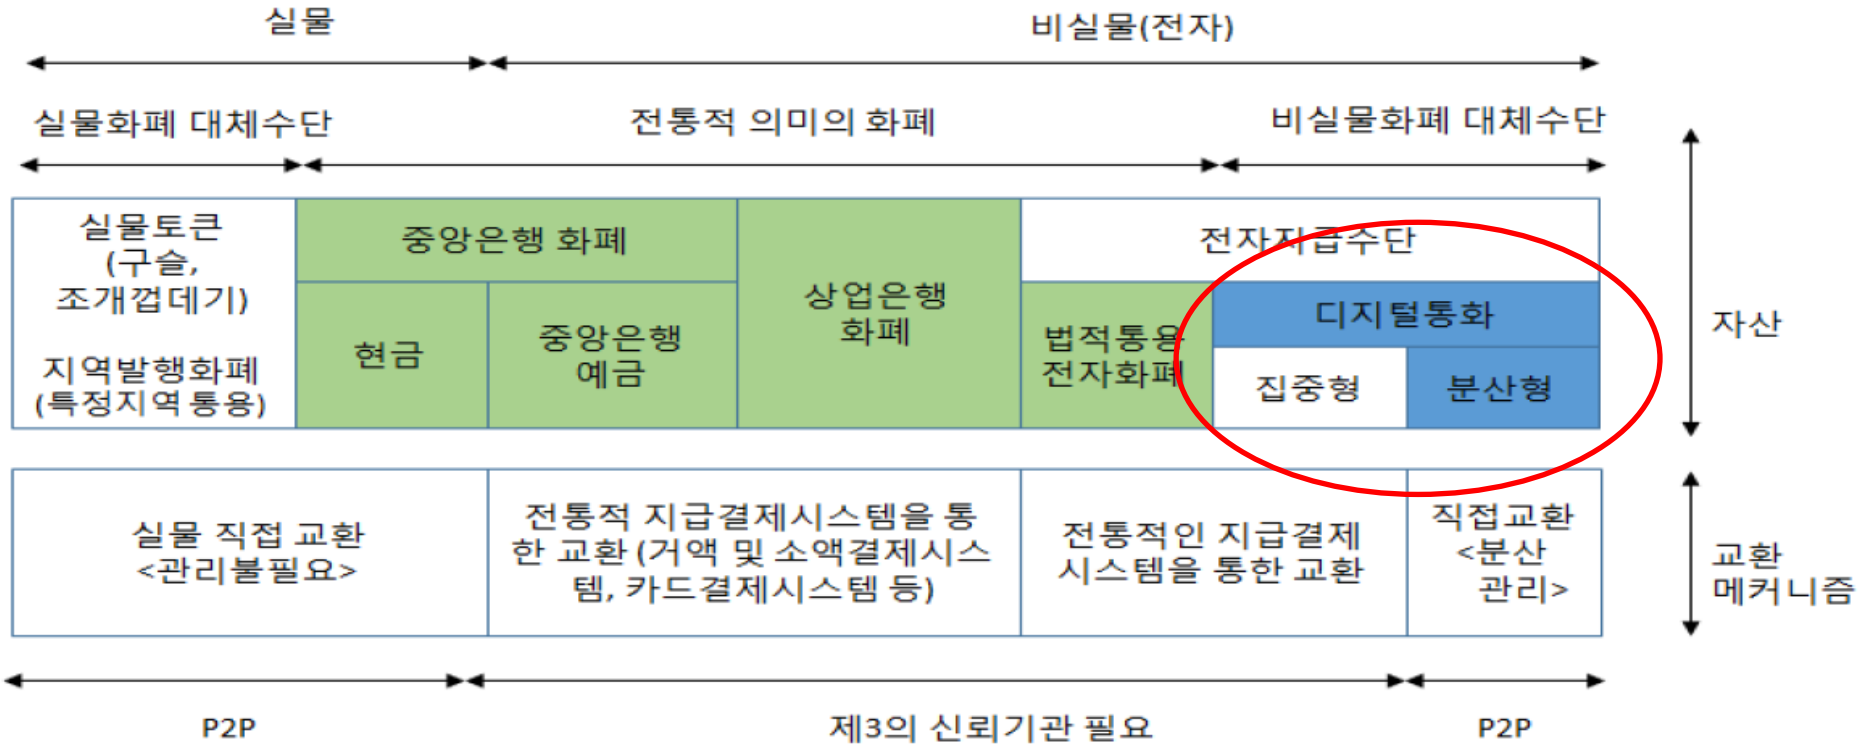 실물
비실물(전자)
실물화폐 대체수단
전통적 의미의 화폐
비실물화폐 대체수단
실물토큰
(구슬,
조개껍데기)
지역발행화폐
(특정지역 통용)
중앙은행 화폐
현금
중앙은행
예금
상업은행
화폐
전자지급수단
법적통용
전자화폐
디지털통화
집중형
분산형
자산
실물 직접 교환
<관리불필요>
전통적 지급결제시스템을 통
한 교환 (거액 및 소액결제시스
템, 카드결제시스템 등)
전통적인 지급결제
시스템을 통한 교환
직접교환
<분산
관리>
교환
메커니즘
P2P
제3의 신뢰기관 필요
P2P